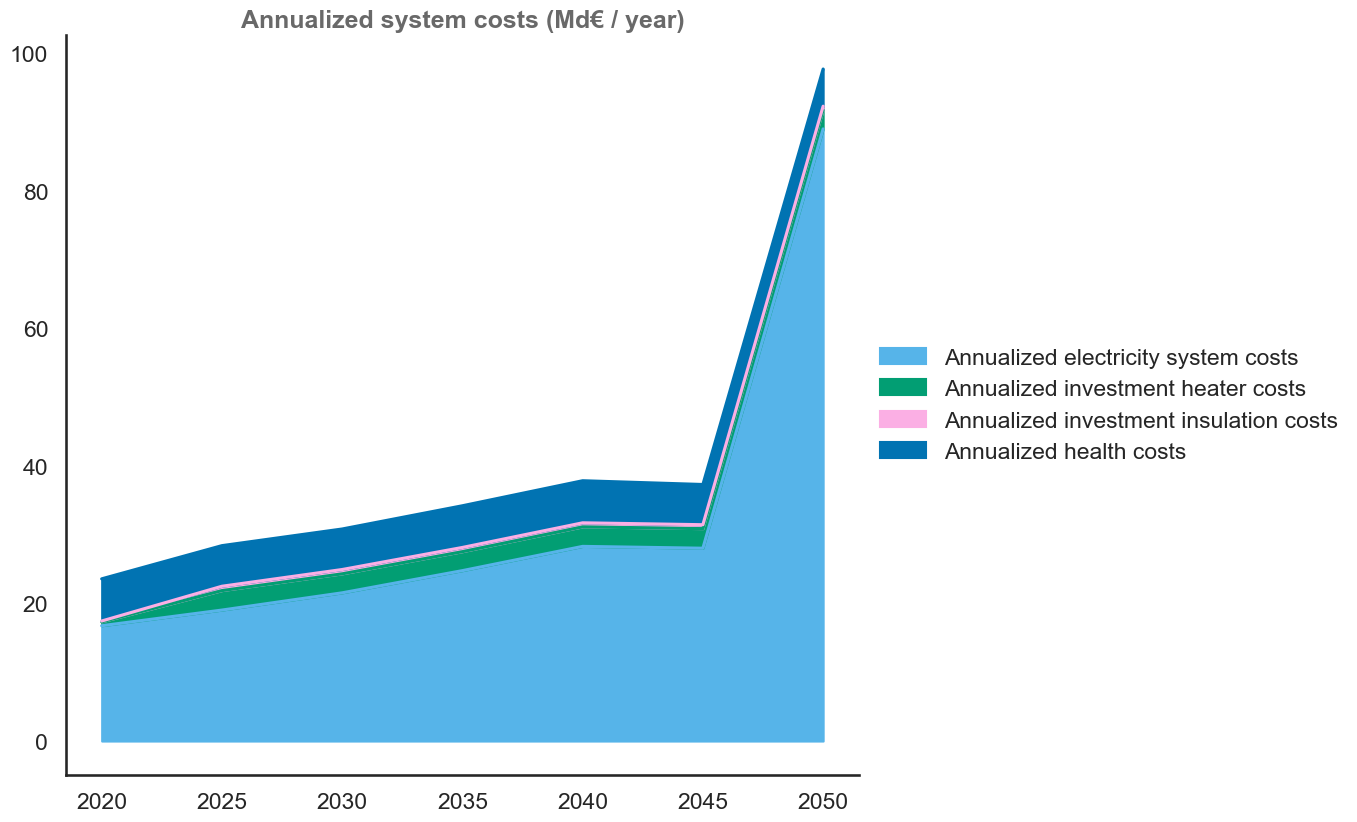 Annualized system costs (Md€ / year)
100
80
60
40
20
0
2020 2025 2030 2035 2040 2045 2050
Annualized electricity system costs
Annualized investment heater costs
Annualized investment insulation costs
Annualized health costs